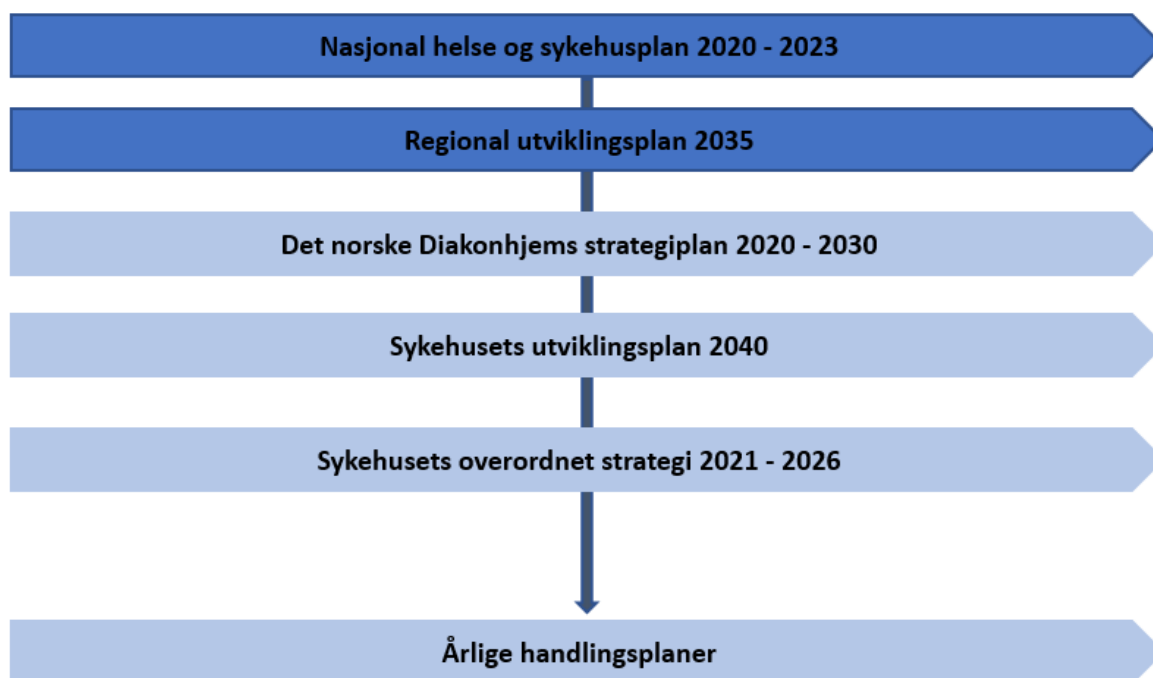 Nasjonal helse og sykehusplan 2020 - 2023
Regional utviklingsplan 2035
Det norske Diakonhjems strategiplan 2020 - 2030
Sykehusets utviklingsplan 2040
Sykehusets overordnet strategi 2021 - 2026
Årlige handlingsplaner